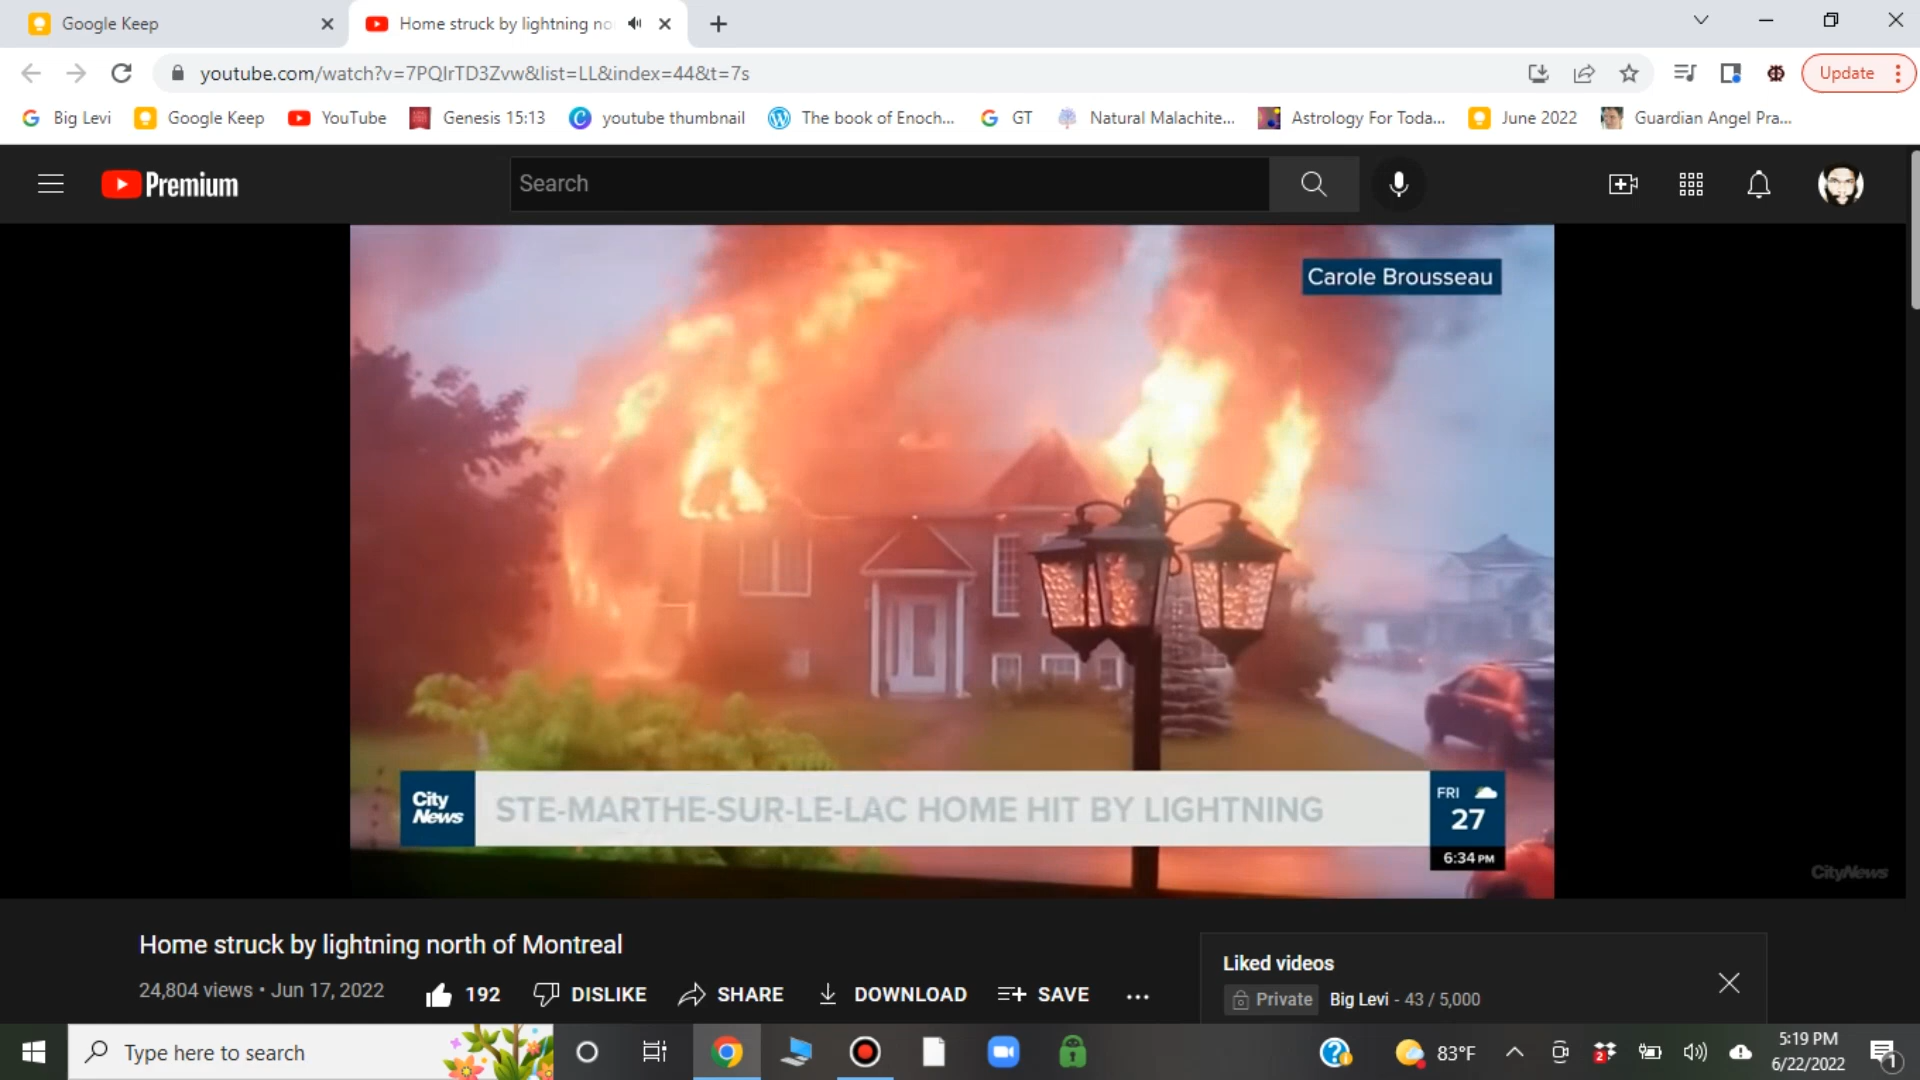 Google Keep
Home struck by lightning no
youtube.com/watch?v=7PQIrTD3Zvw&list=LL&index=44&t=7s
Update
Big Levi
Google Keep
YouTube
Genesis 15:13
youtube thumbnail
The book of Enoch...
GT
Natural Malachite...
Astrology For Toda...
June 2022
Guardian Angel Pra...
Premium
Search
Carole Brousseau
City News
STE-MARTHE-SUR-LE-LAC HOME HIT BY LIGHTNING
FRI
27
6:34 PM
CityNews
Home struck by lightning north of Montreal
24,804 views • Jun 17, 2022
192
DISLIKE
SHARE
DOWNLOAD
SAVE
Liked videos
Private
Big Levi - 43 / 5,000
Type here to search
83°F
2
5:19 PM
6/22/2022
1